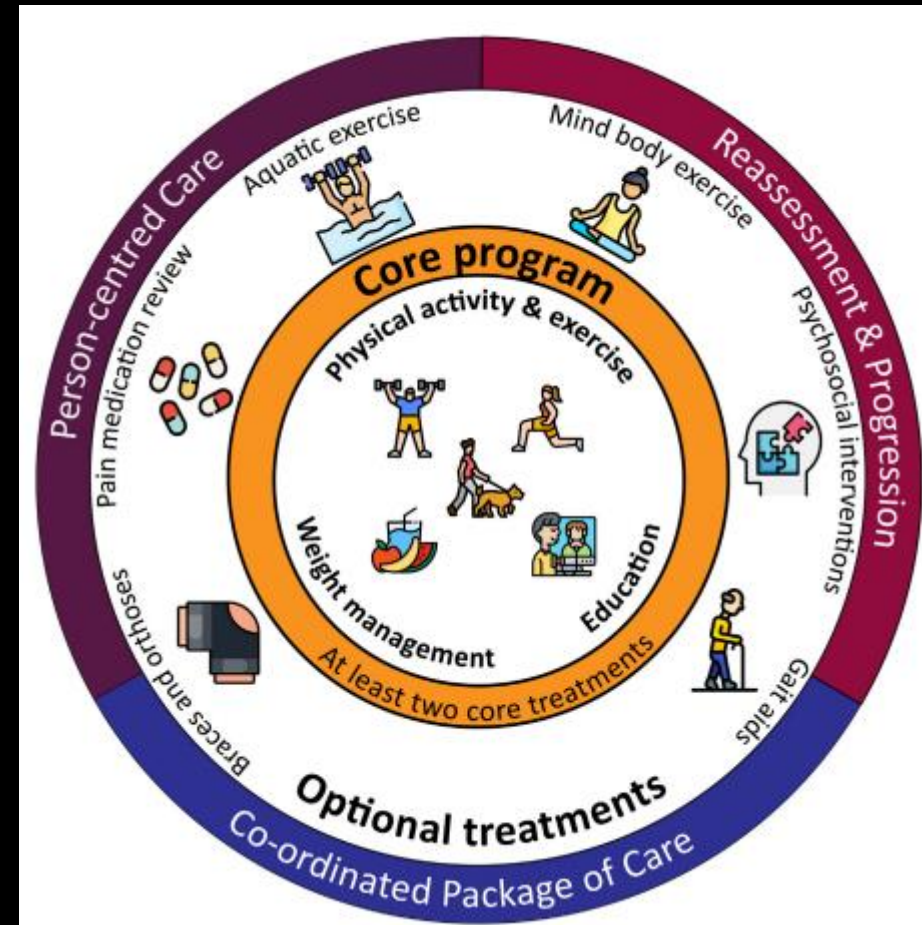 Person-centred Care
Reassessment & Progression
Co-ordinated Package of Care
Aquatic exercise
Mind body exercise
Pain medication review
Psychosocial interventions
Braces and orthoses
Gait aids
Optional treatments
Core program
At least two core treatments
Physical activity & exercise
Weight management
Education